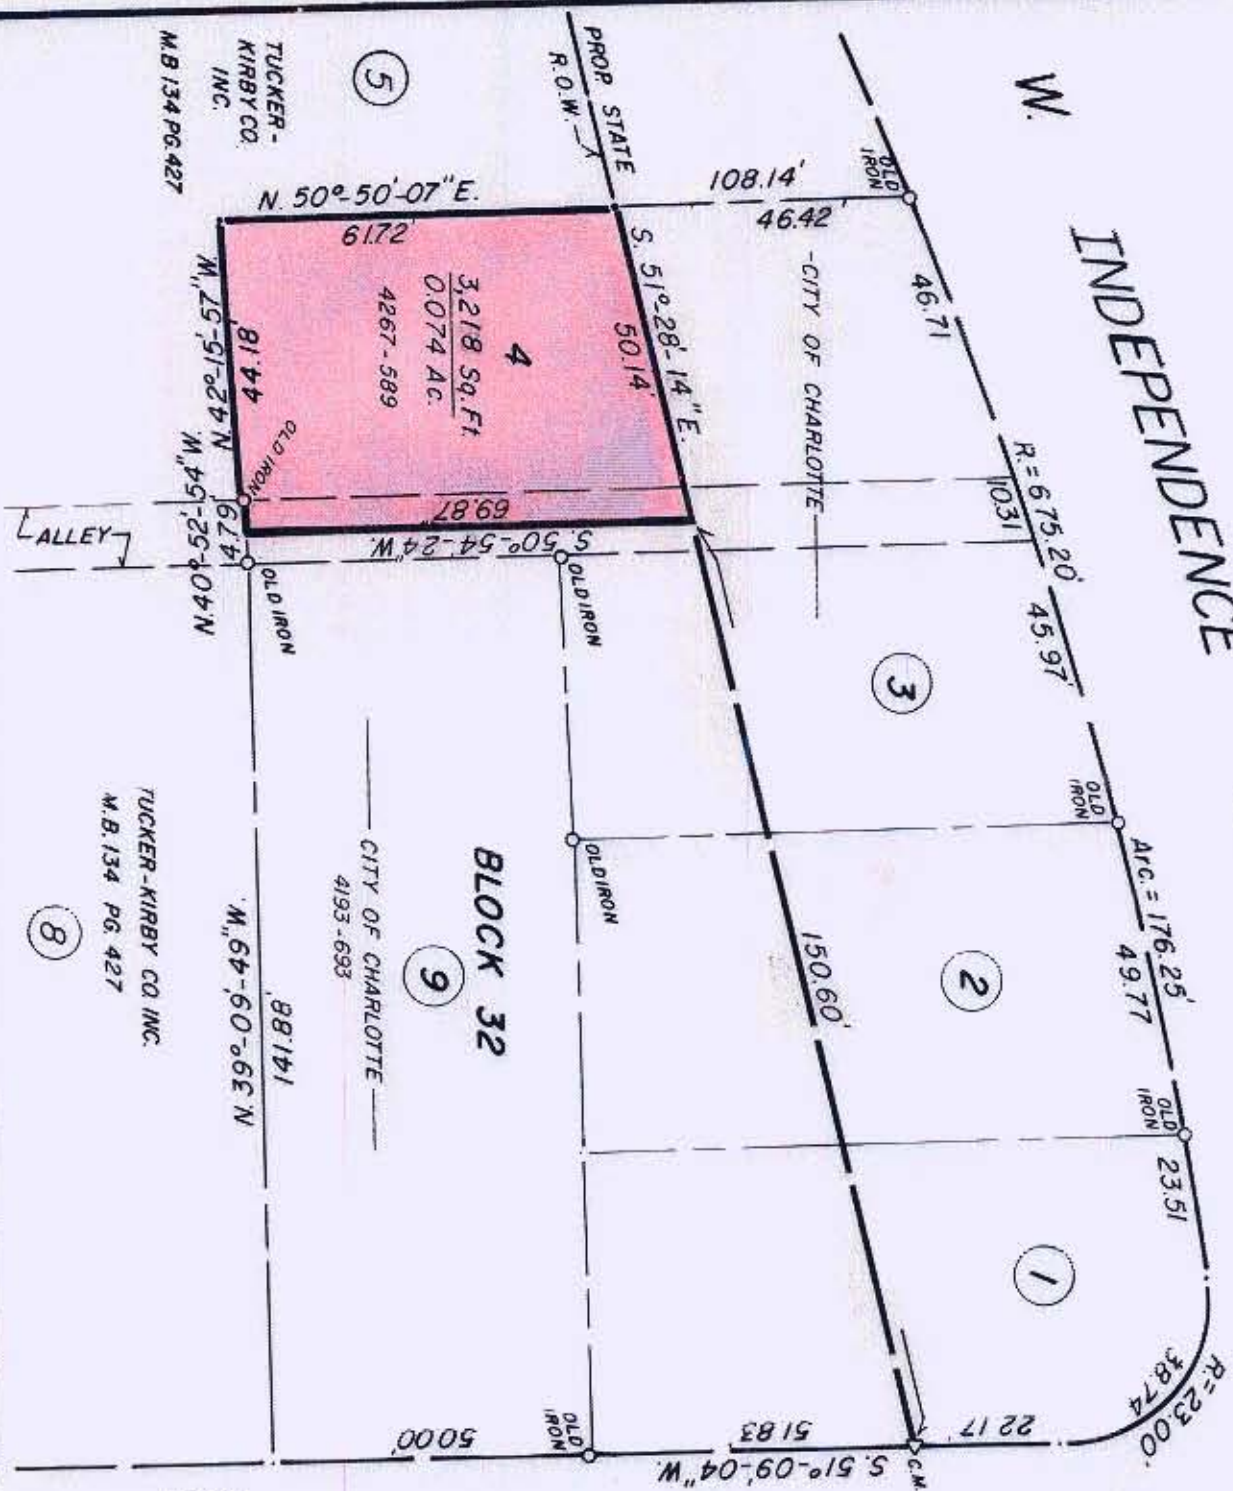 W. INDEPENDENCE
PROP. STATE
R.O.W.
5
TUCKER-
KIRBY CO.
INC.
M.B 134 PG. 427
OLD
IRON
108.14'
46.42'
46.71
R.= 675.20'
10.31
45.97'
-CITY OF CHARLOTTE
N. 50°-50'-07"E.
61.72'
S. 51°-28'-14"E.
50.14'
4
3,218 Sq. Ft.
0.074 Ac.
4267-589
N. 42°-15'-57"W
44.18'
OLD IRON
69.87'
S. 50°-54'-24"W.
4.79'
N.40°-52'-54"W
ALLEY
OLD IRON
OLD IRON
3
OLD
IRON
Arc. = 176.25'
49.77
2
OLD IRON
150.60'
OLD
IRON
23.51
1
R.= 23.00'
38.74
BLOCK 32
9
CITY OF CHARLOTTE
4193-693
141.88'
N.39°-06'-49"W.
TUCKER-KIRBY CO. INC.
M.B. 134 PG. 427
8
50.00'
OLD
IRON
51.83
S. 51°-09'-04"W.
22.17'
C.M.